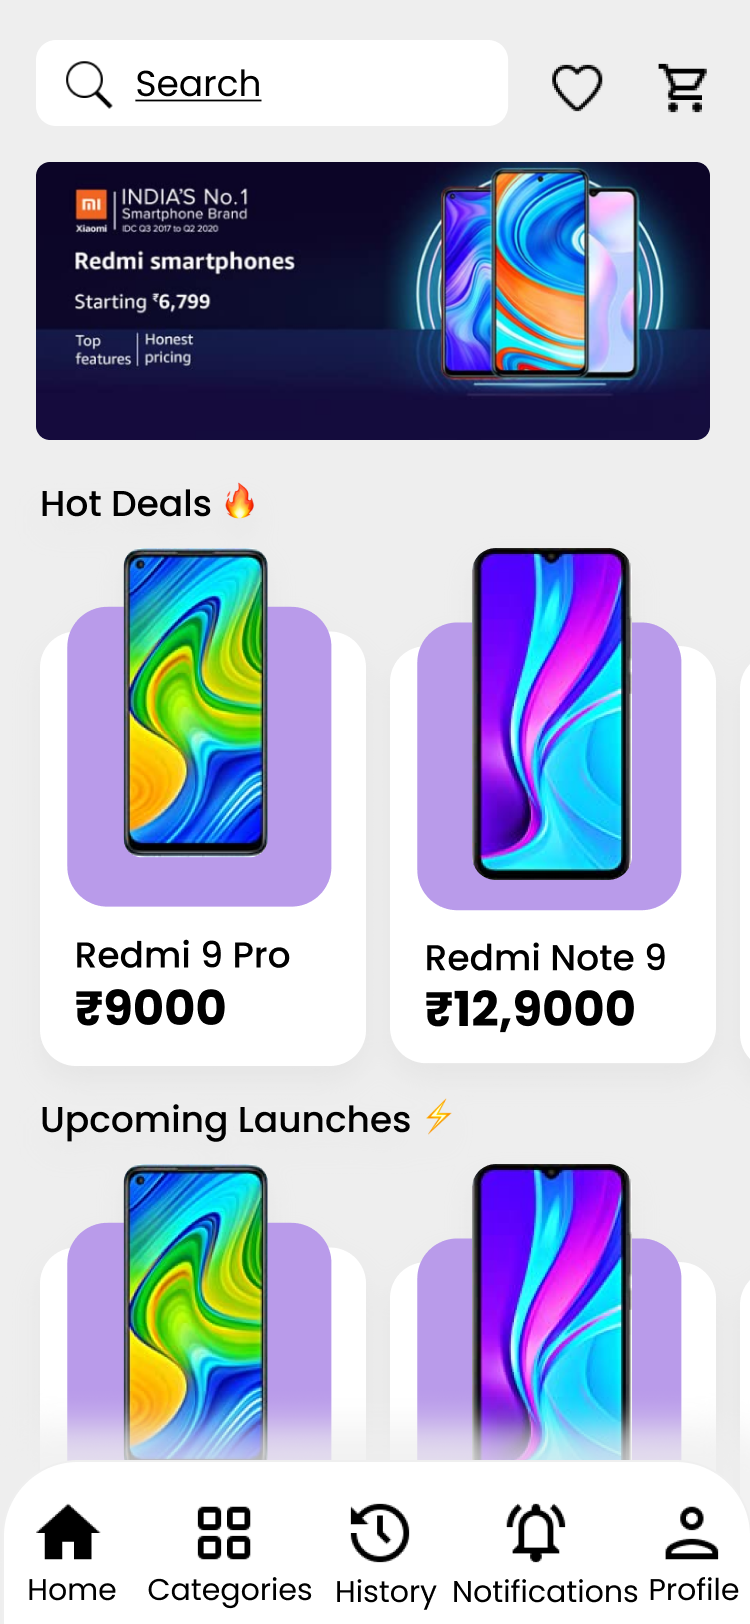 Search
mi
Xiaomi
INDIA'S No.1
Smartphone Brand
IDC Q3 2017 to Q2 2020
Redmi smartphones
Starting ₹6,799
Top features
Honest pricing
Hot Deals 🔥
Redmi 9 Pro
₹9000
Redmi Note 9
₹12,9000
Upcoming Launches ⚡
Home
Categories
History
Notifications
Profile